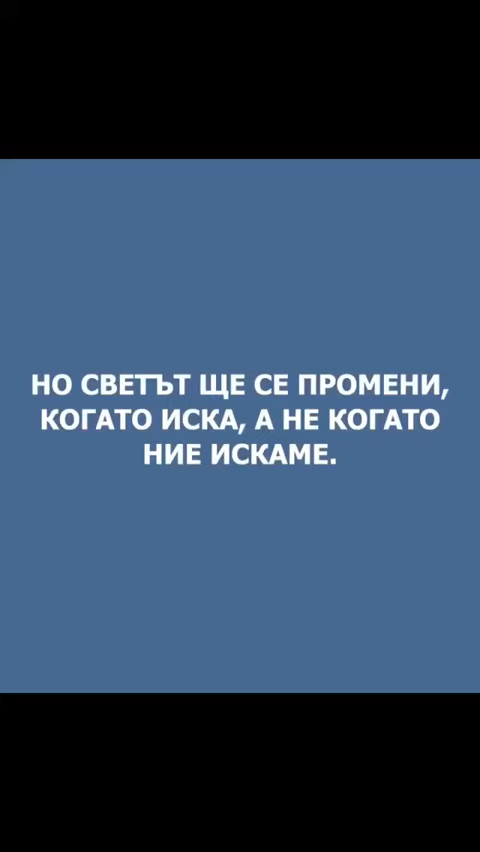 НО СВЕТЪТ ЩЕ СЕ ПРОМЕНИ,
КОГАТО ИСКА, А НЕ КОГАТО
НИЕ ИСКАМЕ.